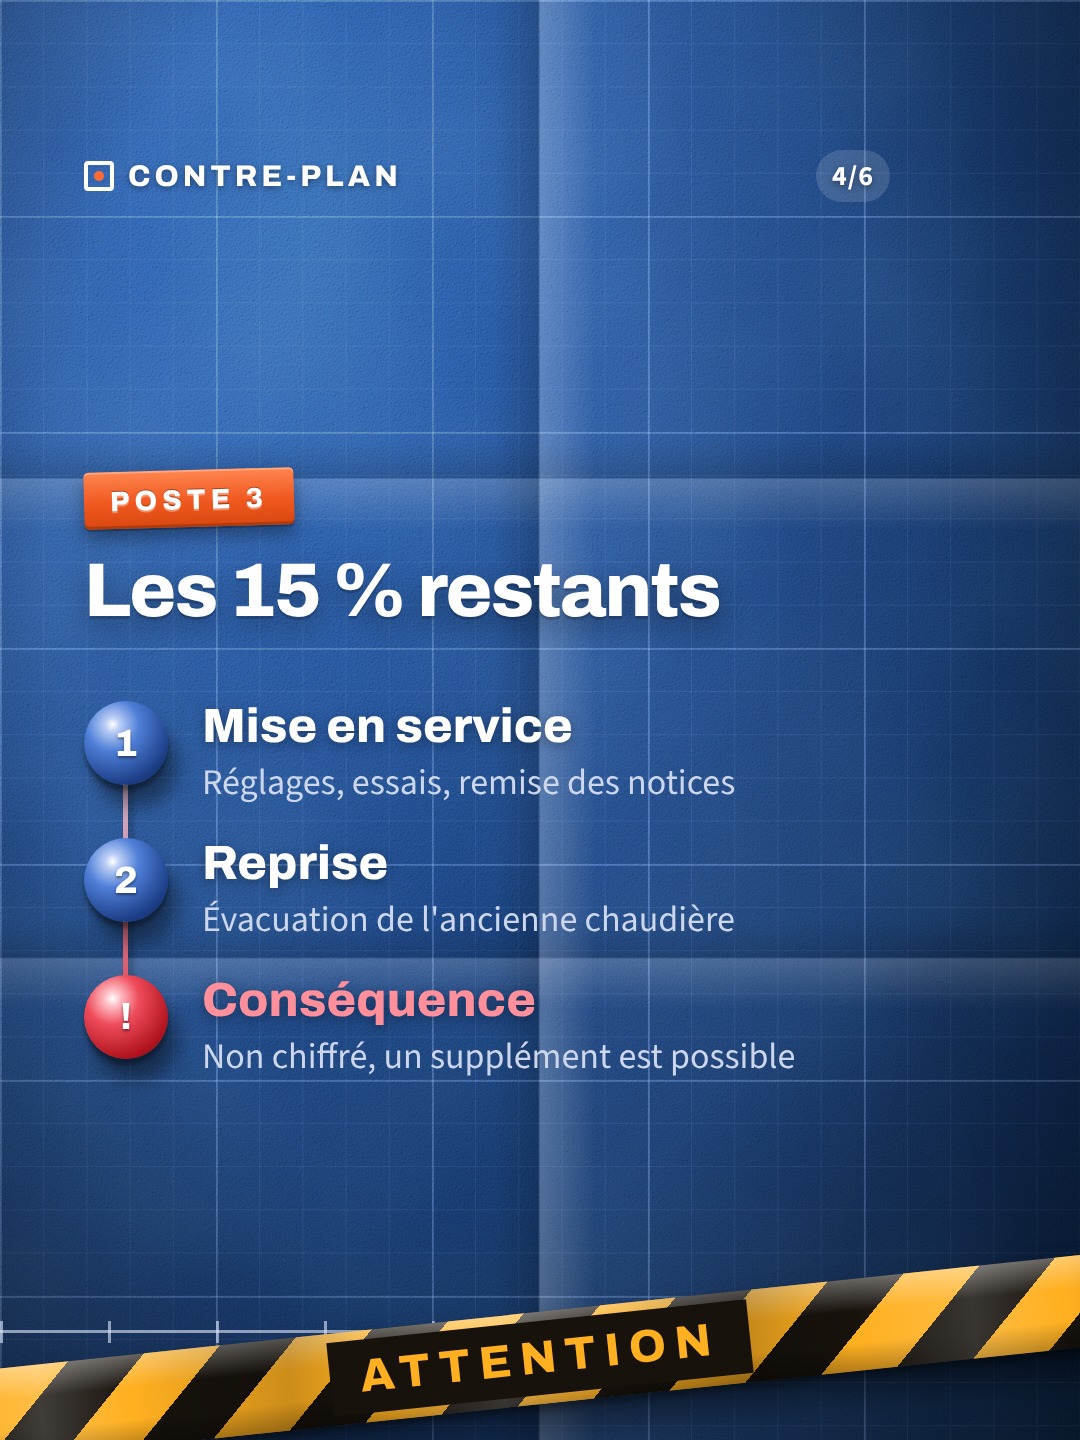 CONTRE-PLAN
4/6
POSTE 3
Les 15 % restants
1
Mise en service
Réglages, essais, remise des notices
2
Reprise
Évacuation de l'ancienne chaudière
!
Conséquence
Non chiffré, un supplément est possible
ATTENTION